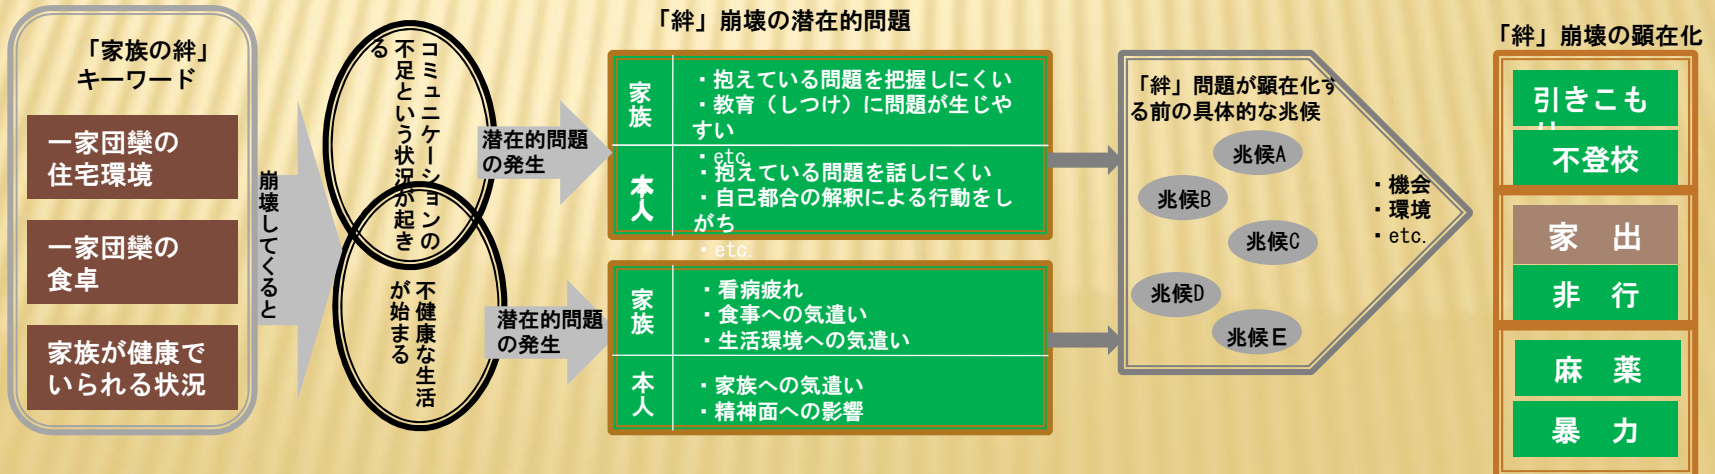 「家族の絆」
キーワード
一家団欒の
住宅環境
一家団欒の
食卓
家族が健康で
いられる状況
崩壊してくると
コミュニケーションの
不足という状況が起き
る
不健康な生活
が始まる
潜在的問題
の発生
潜在的問題
の発生
「絆」崩壊の潜在的問題
家族
・抱えている問題を把握しにくい
・教育（しつけ）に問題が生じや
すい
・etc.
本人
・抱えている問題を話しにくい
・自己都合の解釈による行動をし
がち
・etc.
家族
・看病疲れ
・食事への気遣い
・生活環境への気遣い
本人
・家族への気遣い
・精神面への影響
「絆」問題が顕在化す
る前の具体的な兆候
兆候A
兆候B
兆候C
兆候D
兆候E
・機会
・環境
・etc.
「絆」崩壊の顕在化
引きこも
り
不登校
家　出
非　行
麻　薬
暴　力